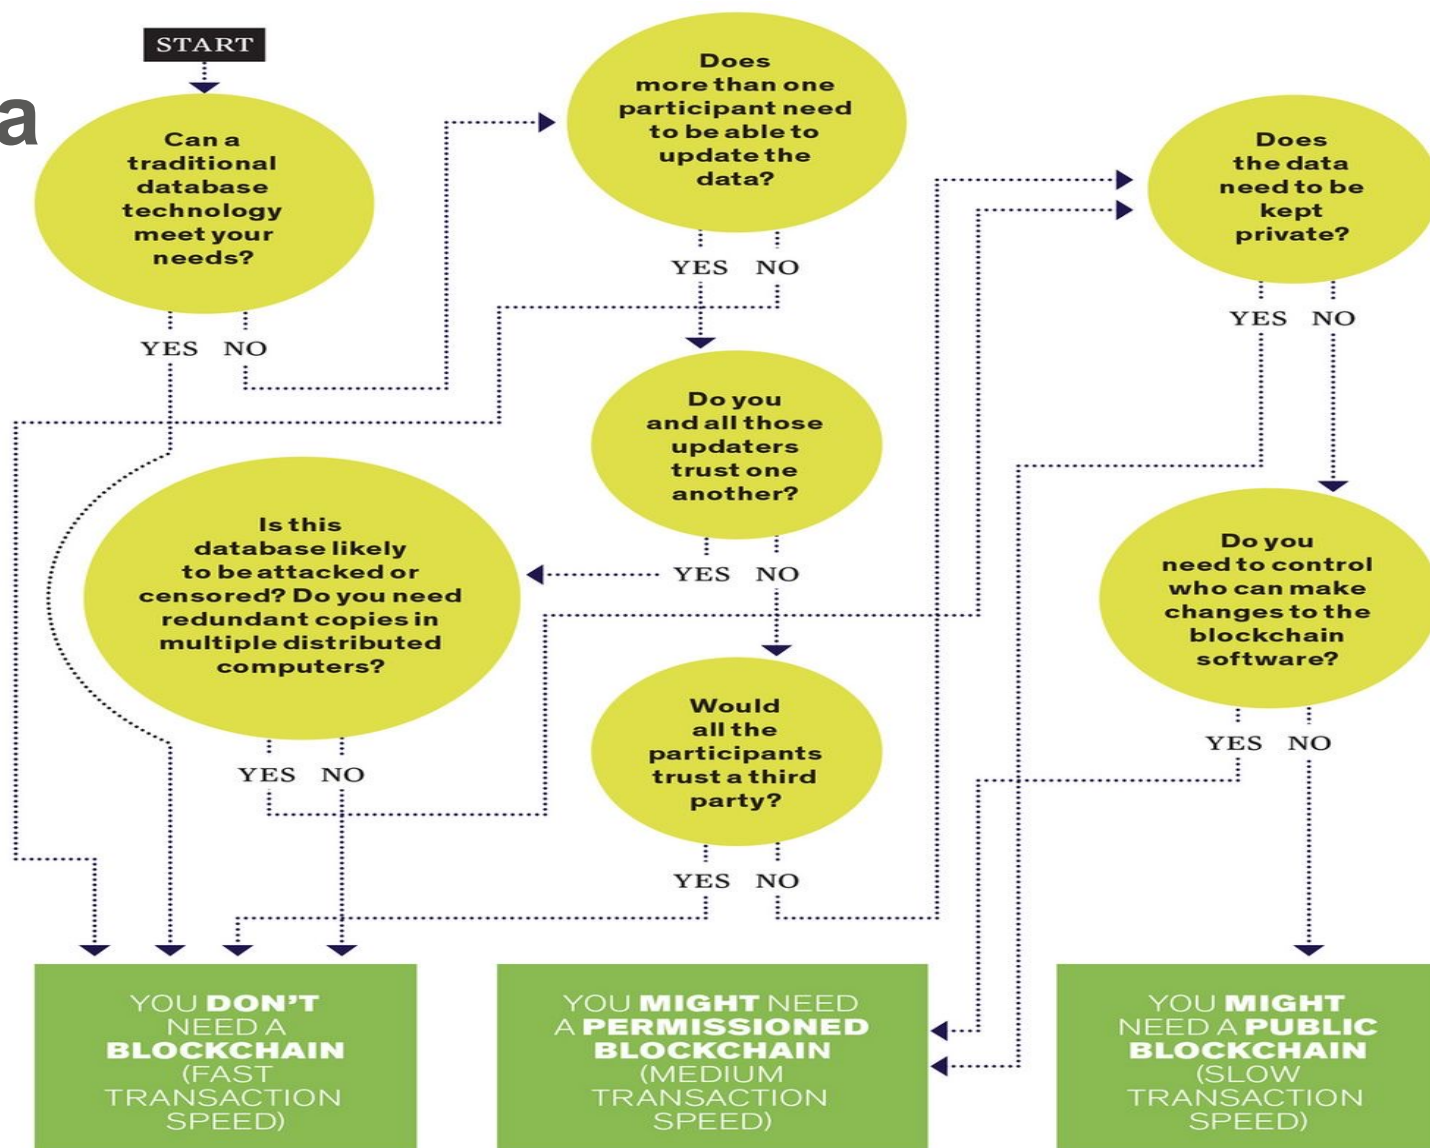 a
START
Can a
traditional
database
technology
meet your
needs?
YES NO
Does
more than one
participant need
to be able to
update the
data?
YES NO
Do you
and all those
updaters
trust one
another?
YES NO
Is this
database likely
to be attacked or
censored? Do you need
redundant copies in
multiple distributed
computers?
YES NO
Would
all the
participants
trust a third
party?
YES NO
Does
the data
need to be
kept
private?
YES NO
Do you
need to control
who can make
changes to the
blockchain
software?
YES NO
YOU DON'T
NEED A
BLOCKCHAIN
(FAST
TRANSACTION
SPEED)
YOU MIGHT NEED
A PERMISSIONED
BLOCKCHAIN
(MEDIUM
TRANSACTION
SPEED)
YOU MIGHT
NEED A PUBLIC
BLOCKCHAIN
(SLOW
TRANSACTION
SPEED)